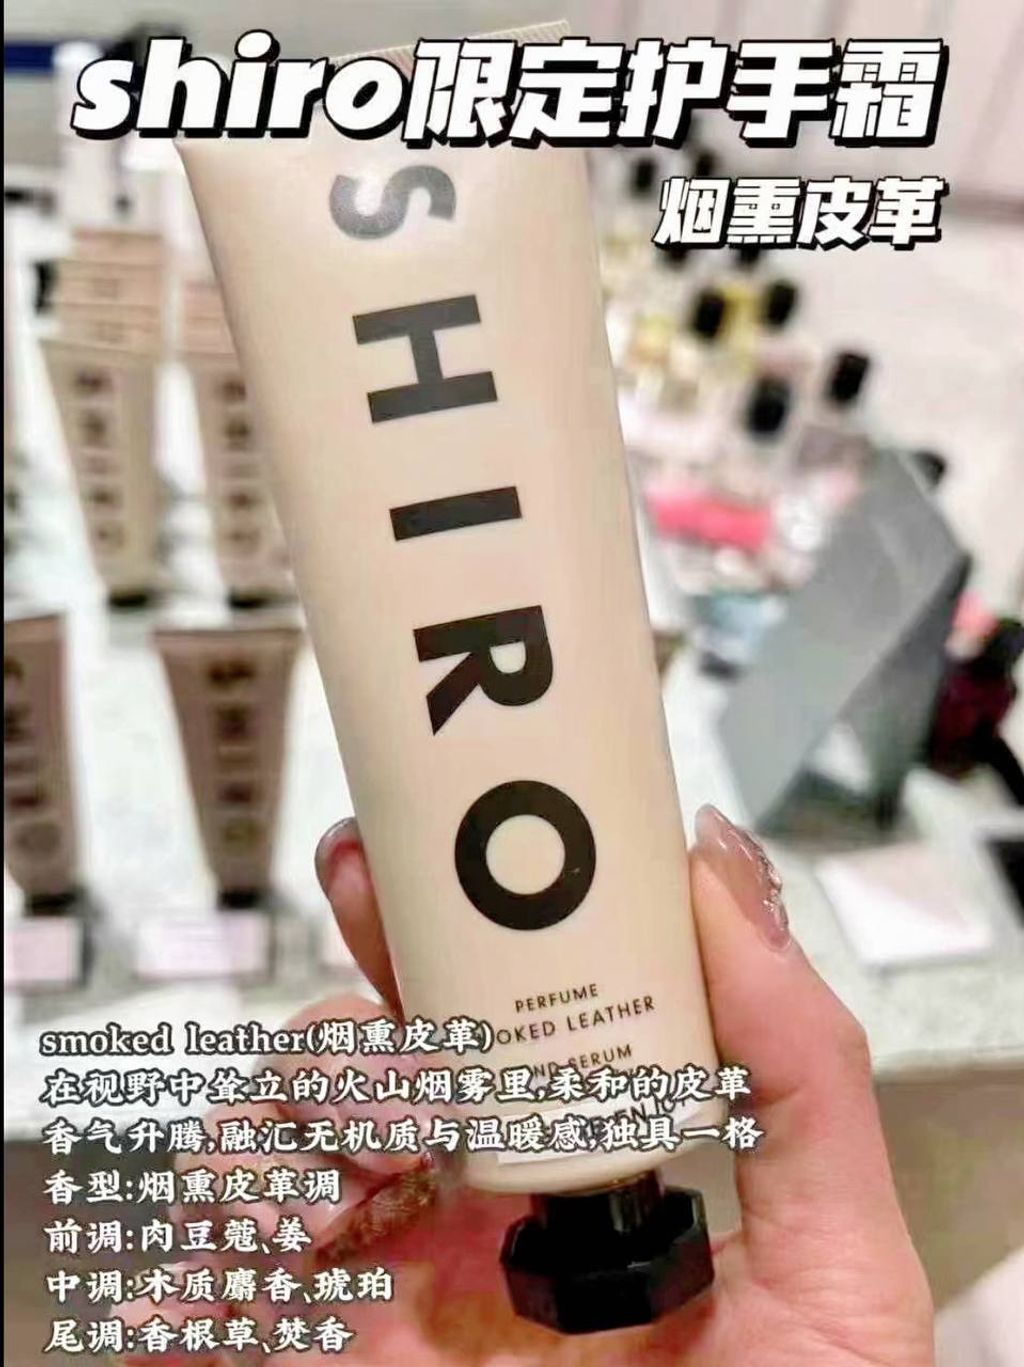 shiro限定护手霜
烟熏皮革
SHIRO
PERFUME
OKED LEATHER
ND SERUM
smoked leather(烟熏皮革)
在视野中耸立的火山烟雾里,柔和的皮革
香气升腾,融汇无机质与温暖感,独具一格
香型:烟熏皮革调
前调:肉豆蔻、姜
中调:木质麝香、琥珀
尾调:香根草、焚香